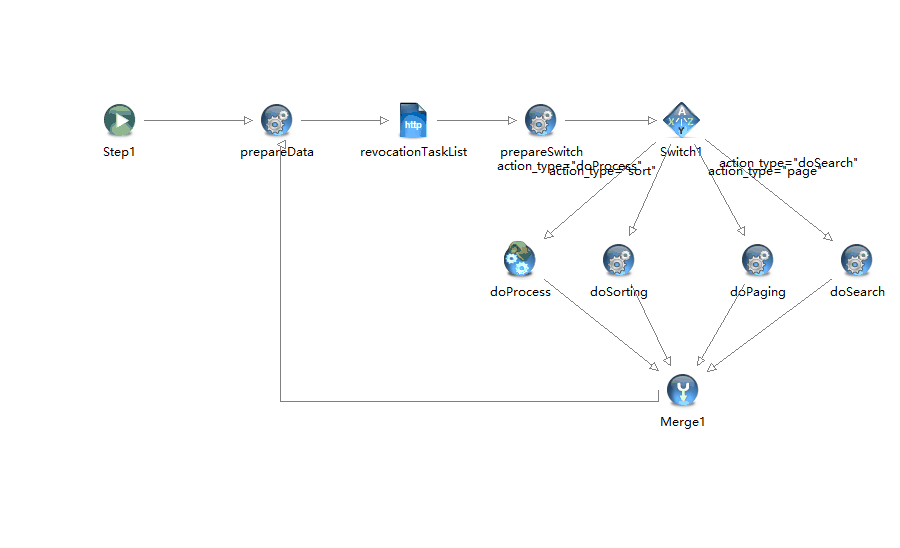 http
A
X Y Z
Y
Step1
prepareData
revocationTaskList
prepareSwitch
Switch1
action_type="doProcess"
action_type="sort"
action_type="doSearch"
action_type="page"
doProcess
doSorting
doPaging
doSearch
Merge1